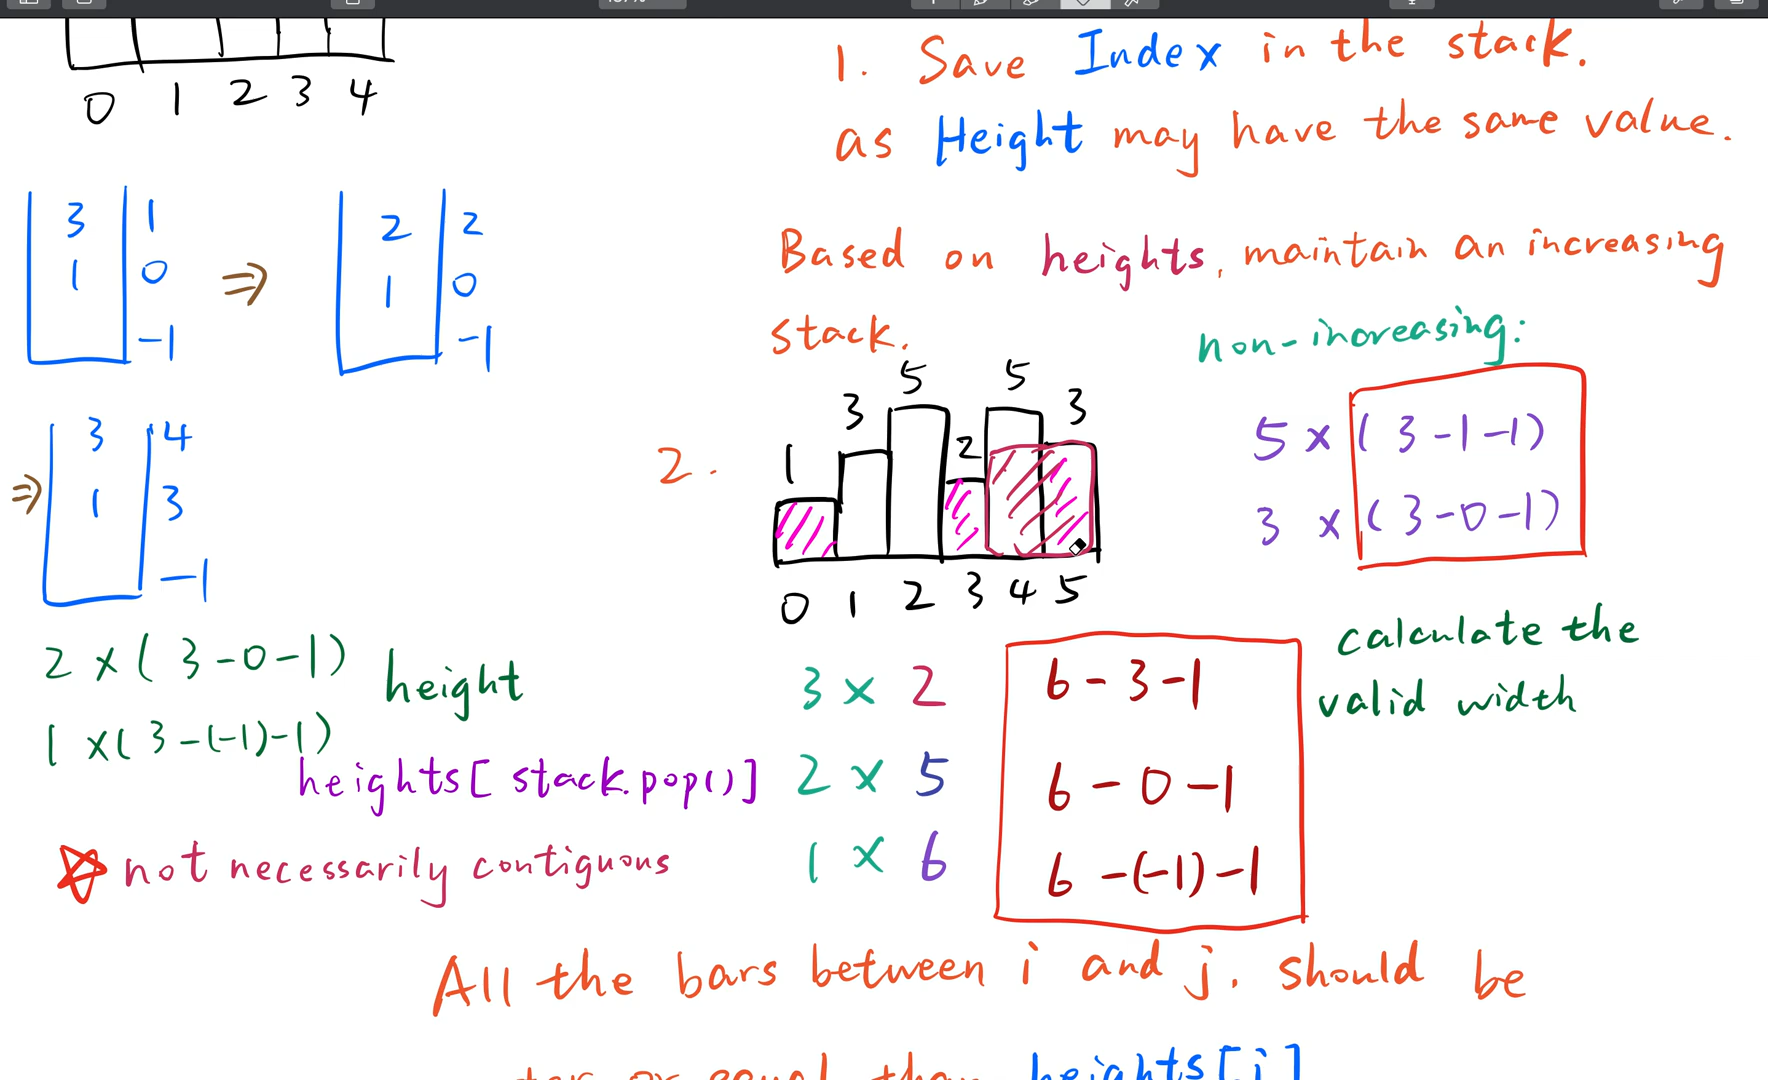 0 1 2 3 4
1. Save Index in the stack.
as Height may have the same value.
Based on heights, maintain an increasing
stack.
non-increasing:
3 1
1 0
-1
⇒
2 2
1 0
-1
⇒
3 4
1 3
-1
2 x ( 3 - 0 - 1 )
1 x ( 3 - (-1) - 1 )
height
heights[ stack.pop() ]
not necessarily contiguous
2.
1 3 5 2 5 3
0 1 2 3 4 5
5 x ( 3 - 1 - 1 )
3 x ( 3 - 0 - 1 )
calculate the
valid width
3 x 2 6 - 3 - 1
2 x 5 6 - 0 - 1
1 x 6 6 - (-1) - 1
All the bars between i and j. should be
or equal than heights[i]